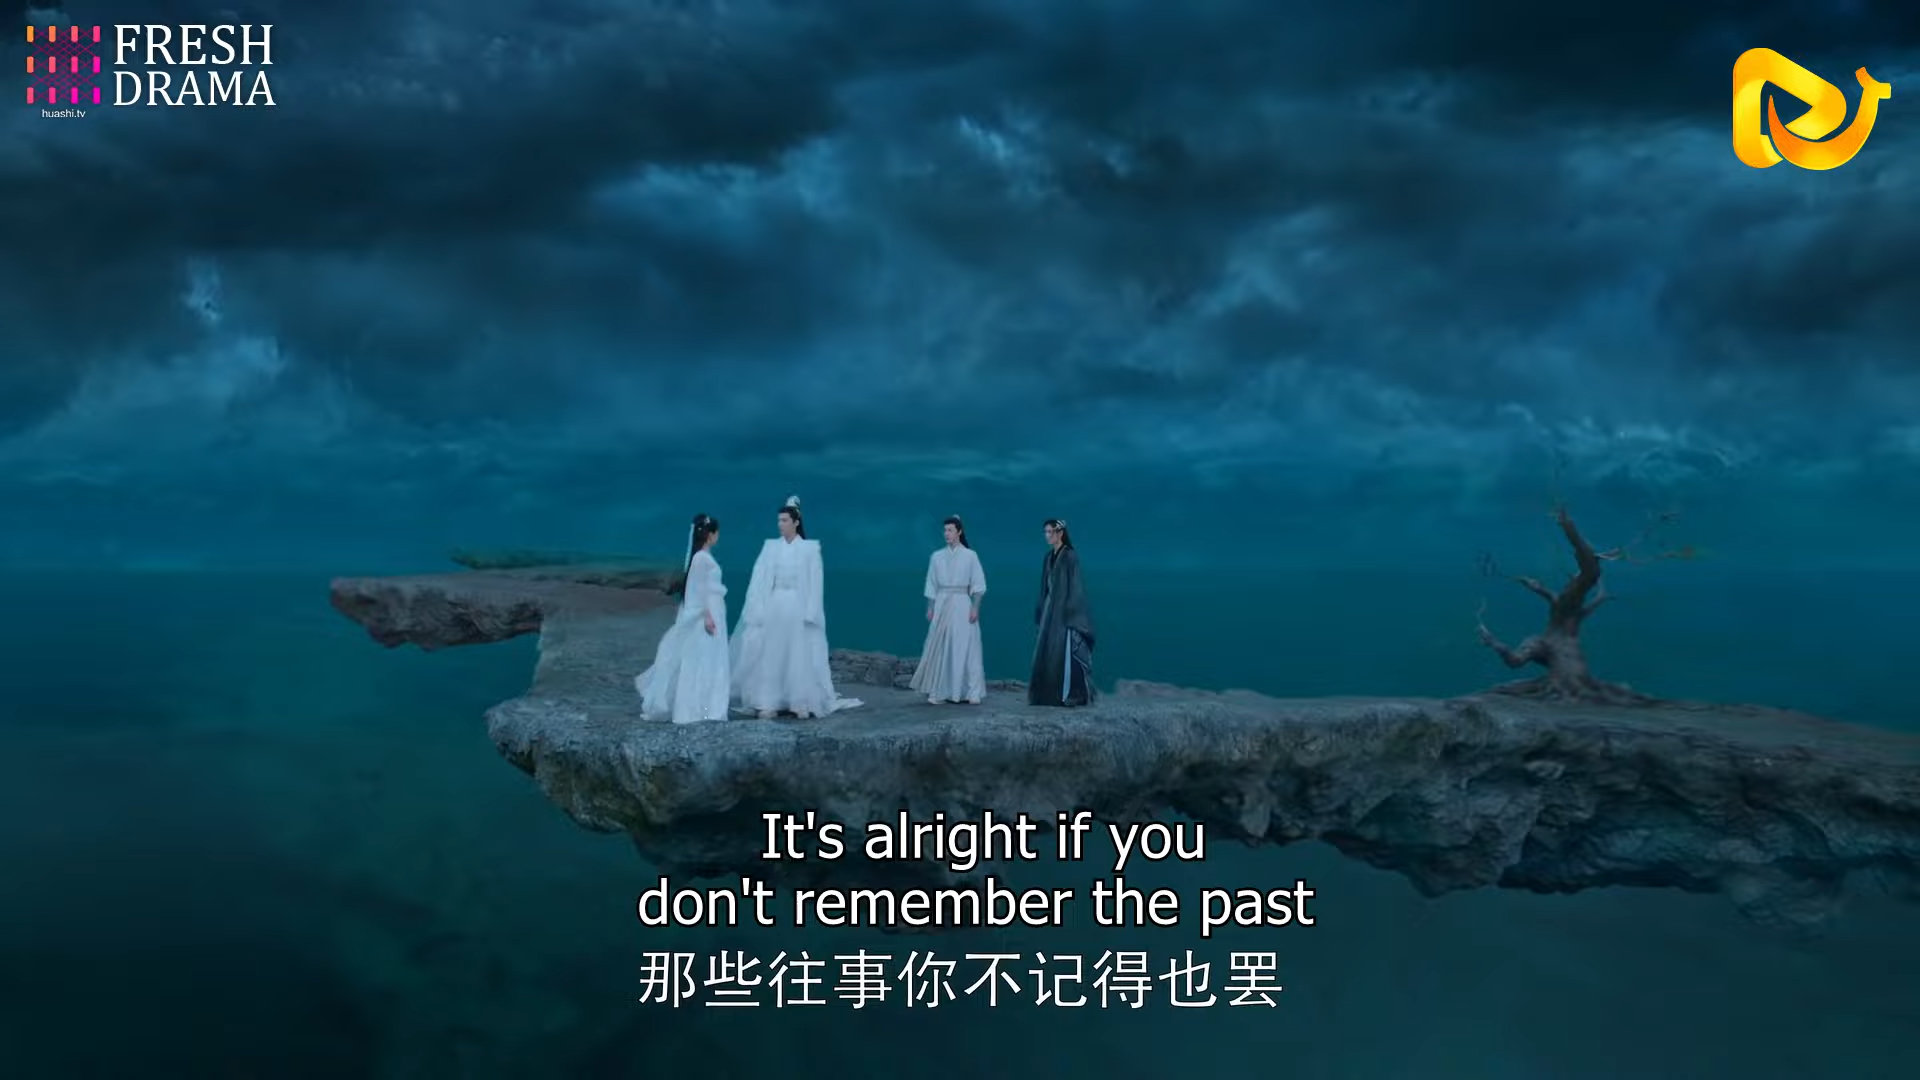 FRESH
DRAMA
huashi.tv
It's alright if you
don't remember the past
那些往事你不记得也罢